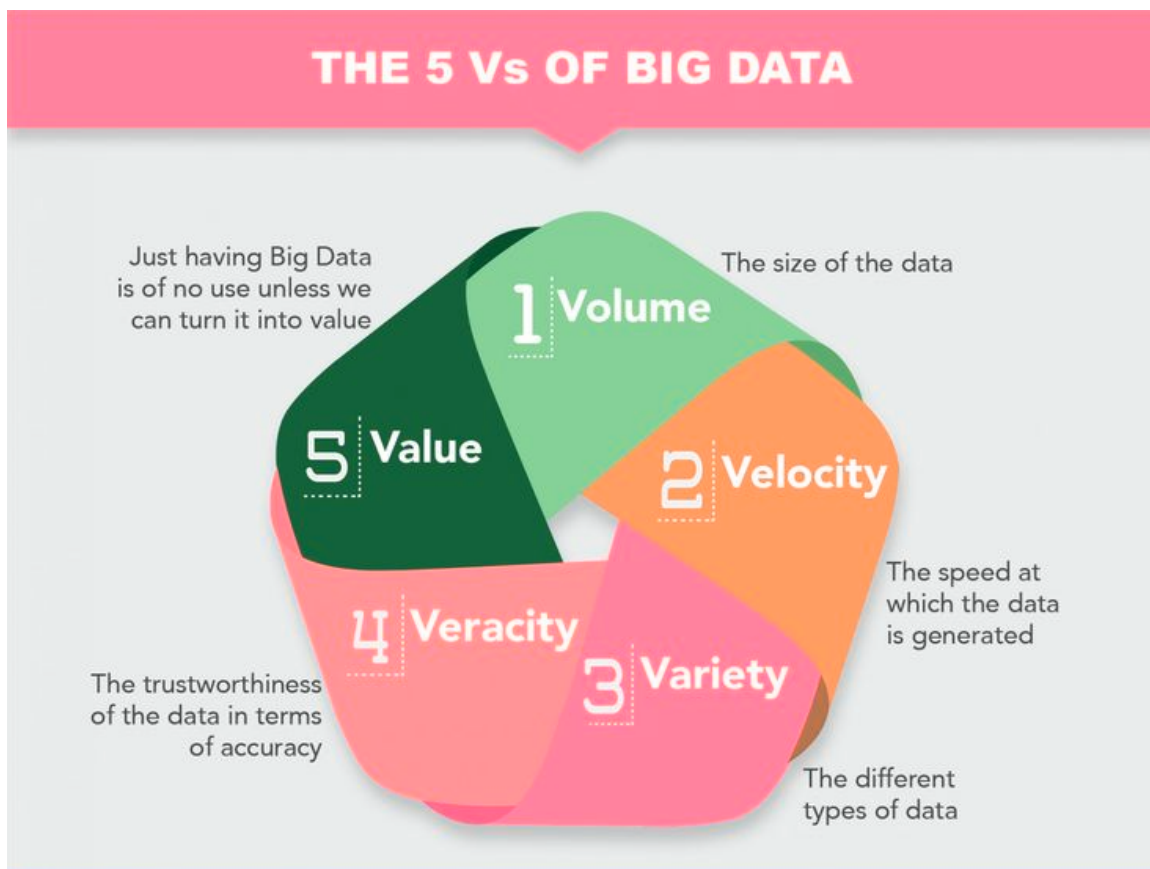 THE 5 Vs OF BIG DATA
1 Volume
The size of the data
2 Velocity
The speed at
which the data
is generated
3 Variety
The different
types of data
4 Veracity
The trustworthiness
of the data in terms
of accuracy
5 Value
Just having Big Data
is of no use unless we
can turn it into value